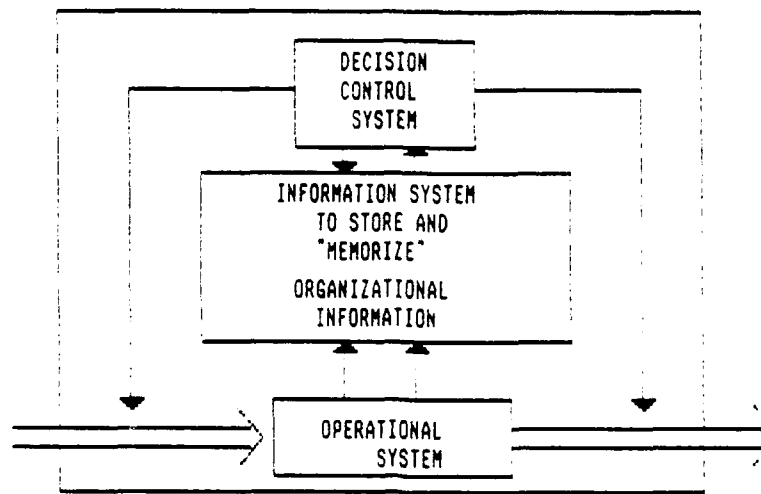 DECISION
CONTROL
SYSTEM
INFORMATION SYSTEM
TO STORE AND
"MEMORIZE"
ORGANIZATIONAL
INFORMATION
OPERATIONAL
SYSTEM